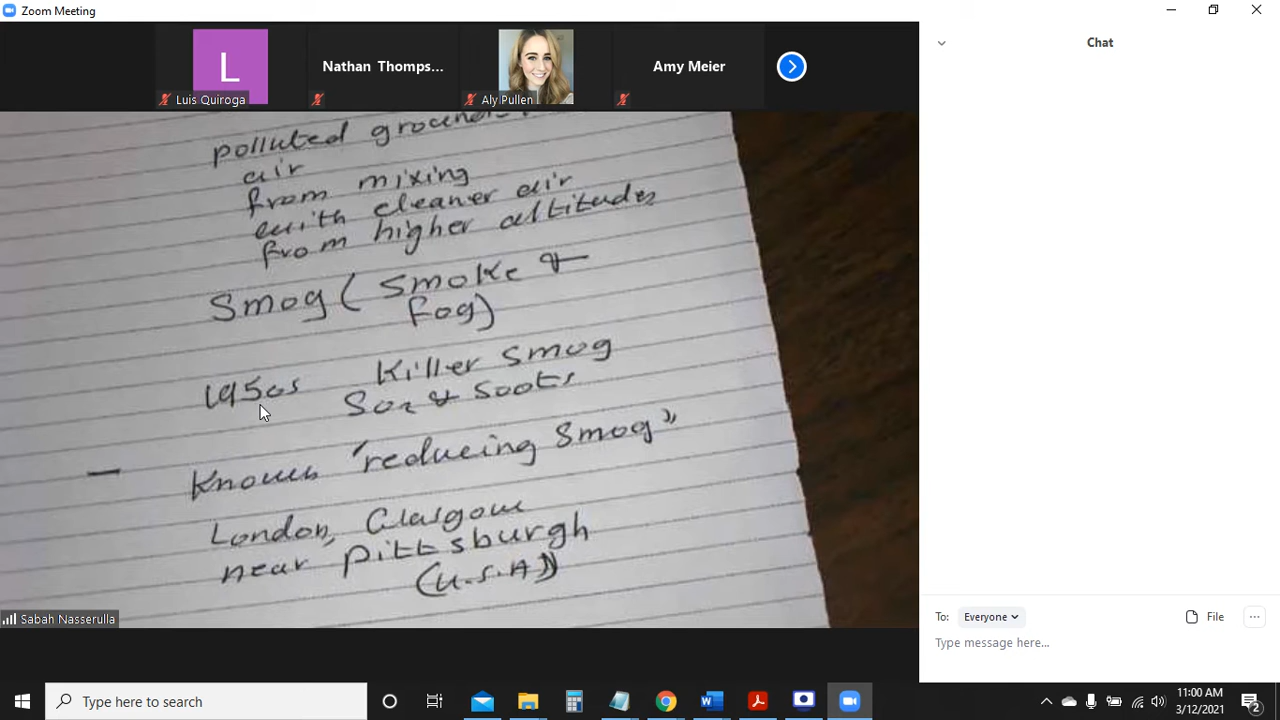 Zoom Meeting
L
Luis Quiroga
Nathan Thomps...
Aly Pullen
Amy Meier
Chat
polluted
air
from mixing
with cleaner air
from higher altitudes
Smog (Smoke &
Fog)
1950s Killer Smog
SO2 & Soots
— Known "reducing Smog"
London, Glasgow
near Pittsburgh
(U.S.A)
Sabah Nasserulla
To: Everyone
File
Type message here...
Type here to search
11:00 AM
3/12/2021
2